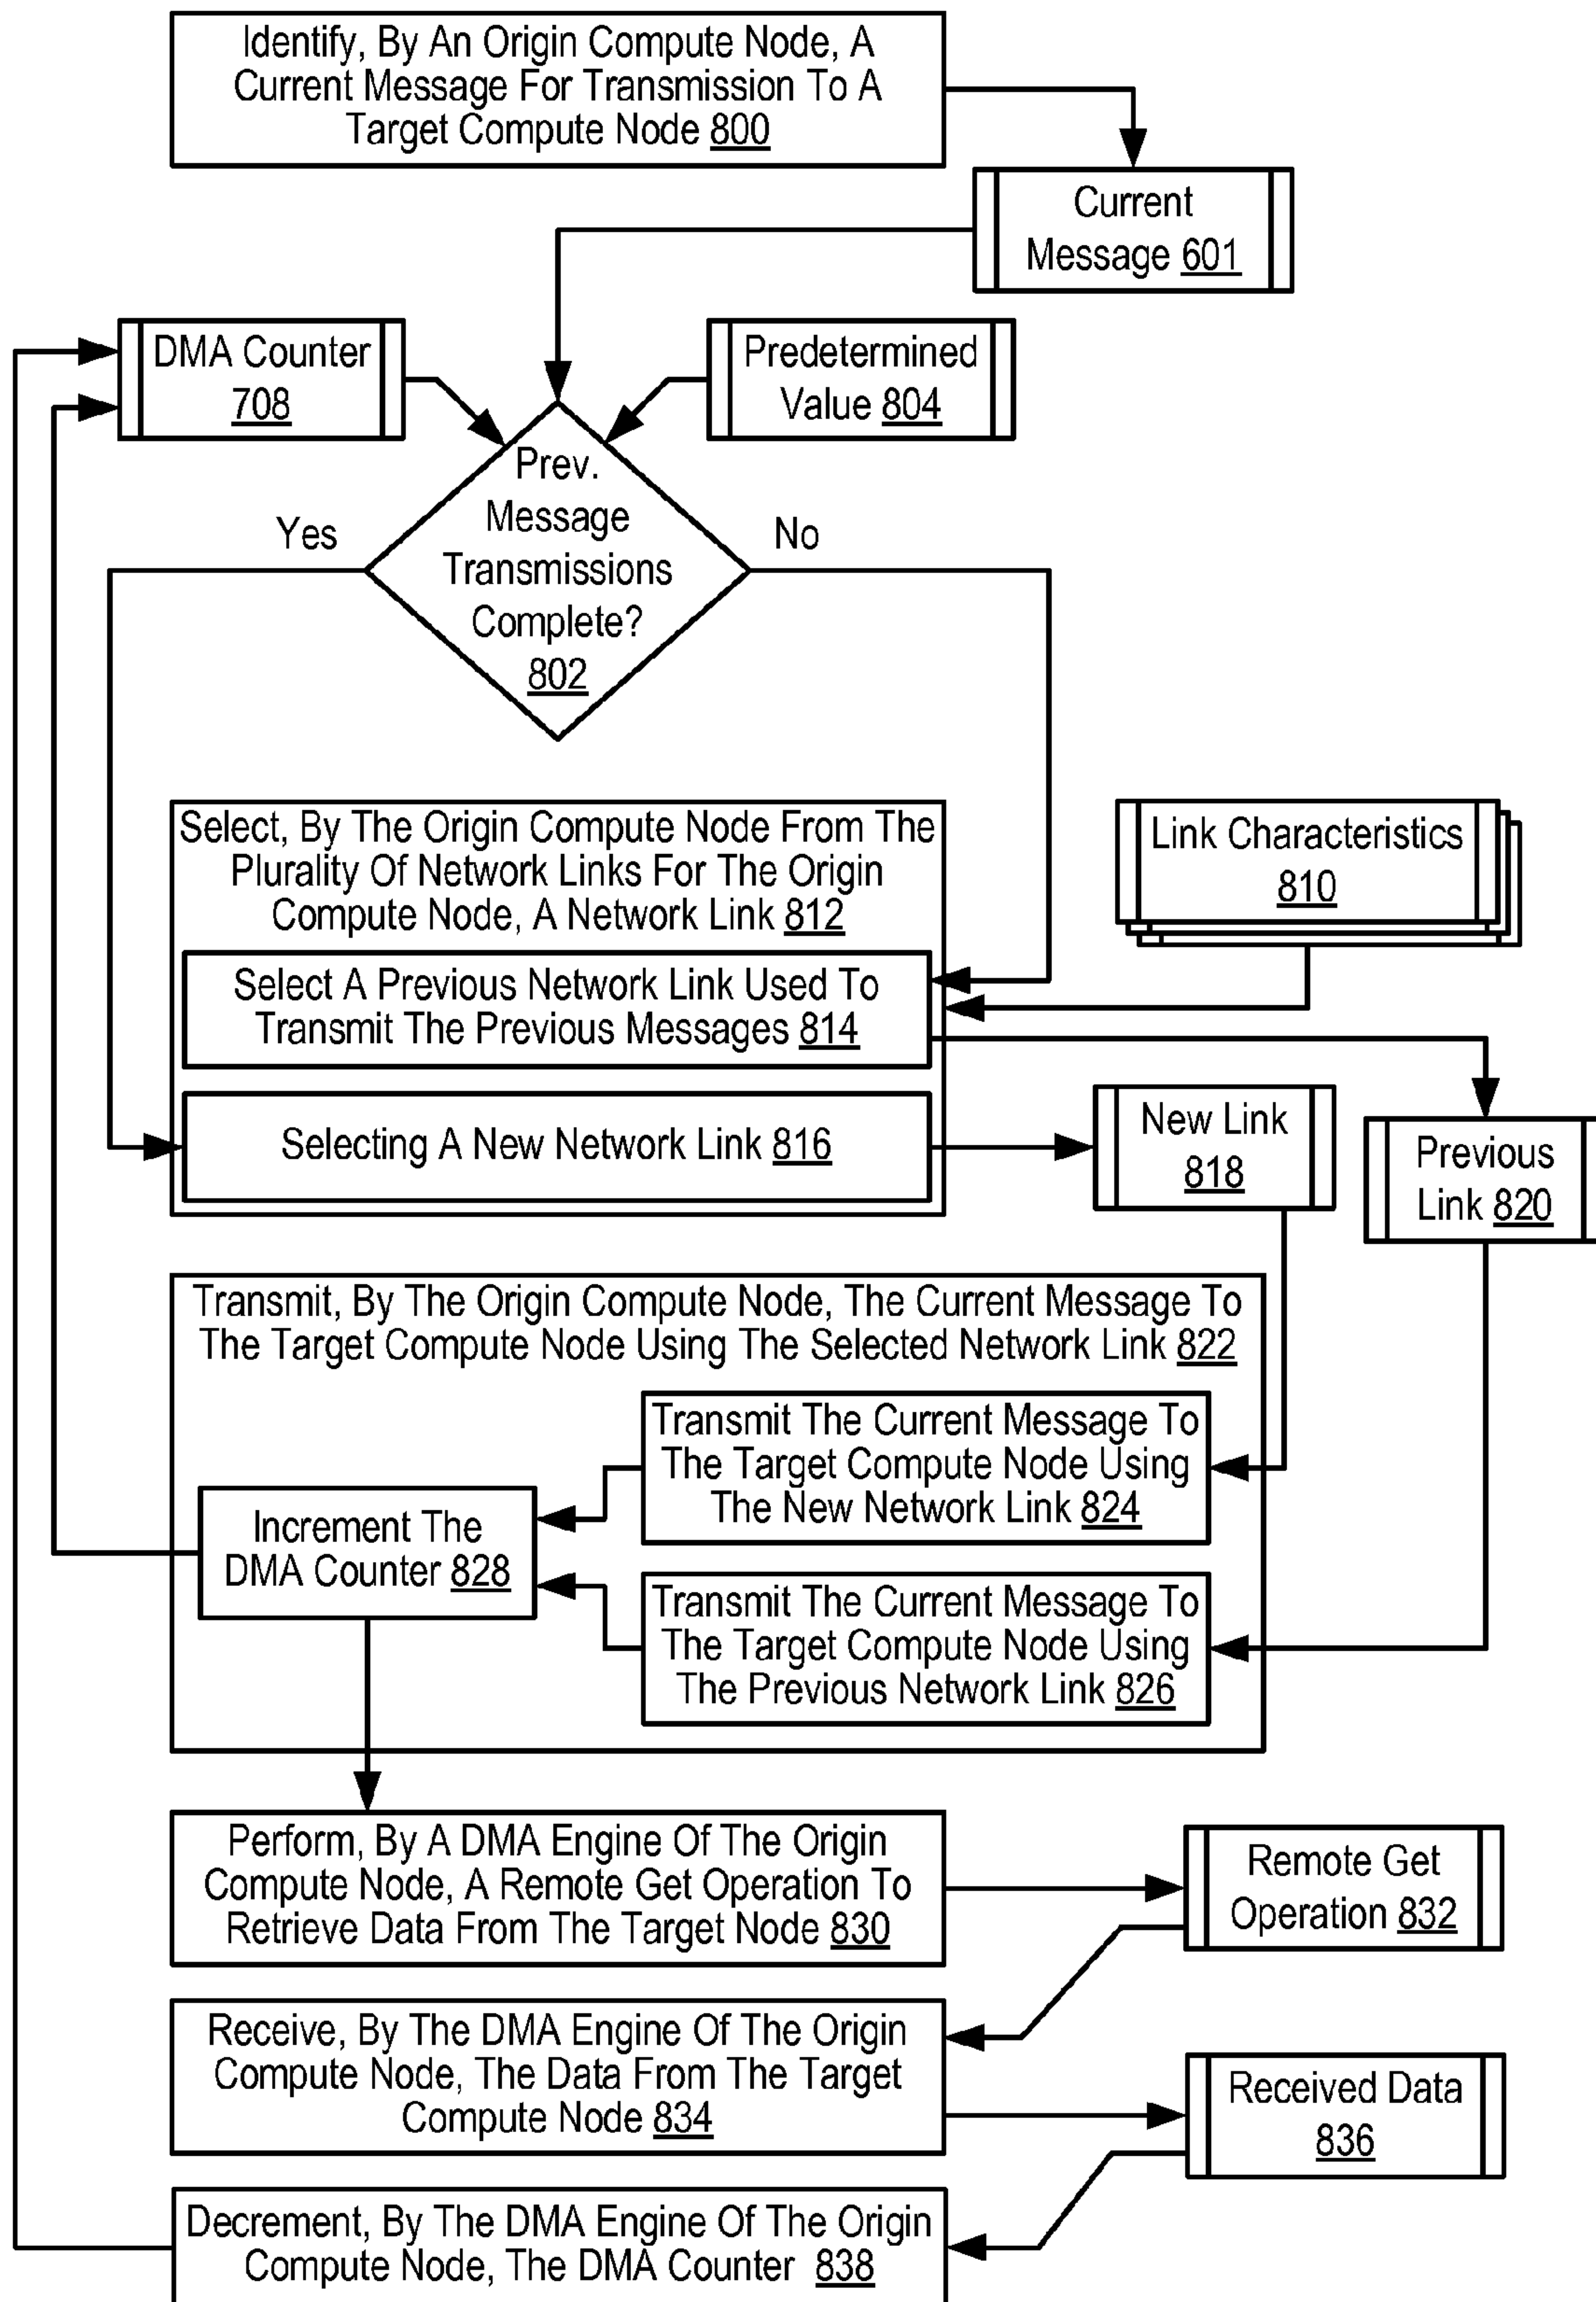 Identify, By An Origin Compute Node, A
Current Message For Transmission To A
Target Compute Node 800
Current
Message 601
DMA Counter
708
Predetermined
Value 804
Prev.
Message
Transmissions
Complete?
802
Yes
No
Select, By The Origin Compute Node From The
Plurality Of Network Links For The Origin
Compute Node, A Network Link 812
Link Characteristics
810
Select A Previous Network Link Used To
Transmit The Previous Messages 814
Selecting A New Network Link 816
New Link
818
Previous
Link 820
Transmit, By The Origin Compute Node, The Current Message To
The Target Compute Node Using The Selected Network Link 822
Transmit The Current Message To
The Target Compute Node Using
The New Network Link 824
Increment The
DMA Counter 828
Transmit The Current Message To
The Target Compute Node Using
The Previous Network Link 826
Perform, By A DMA Engine Of The Origin
Compute Node, A Remote Get Operation To
Retrieve Data From The Target Node 830
Remote Get
Operation 832
Receive, By The DMA Engine Of The Origin
Compute Node, The Data From The Target
Compute Node 834
Received Data
836
Decrement, By The DMA Engine Of The Origin
Compute Node, The DMA Counter 838